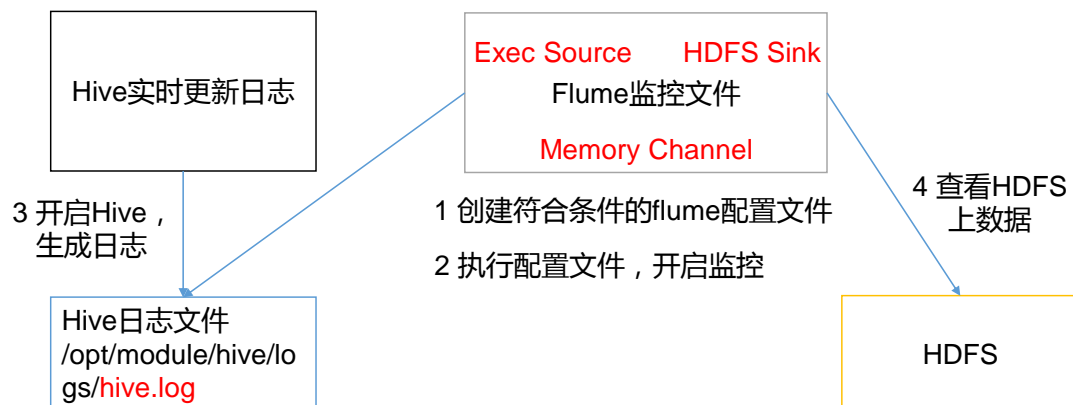 Hive实时更新日志
Exec Source HDFS Sink
Flume监控文件
Memory Channel
3 开启Hive，
生成日志
1 创建符合条件的flume配置文件
2 执行配置文件，开启监控
4 查看HDFS
上数据
Hive日志文件
/opt/module/hive/lo
gs/hive.log
HDFS